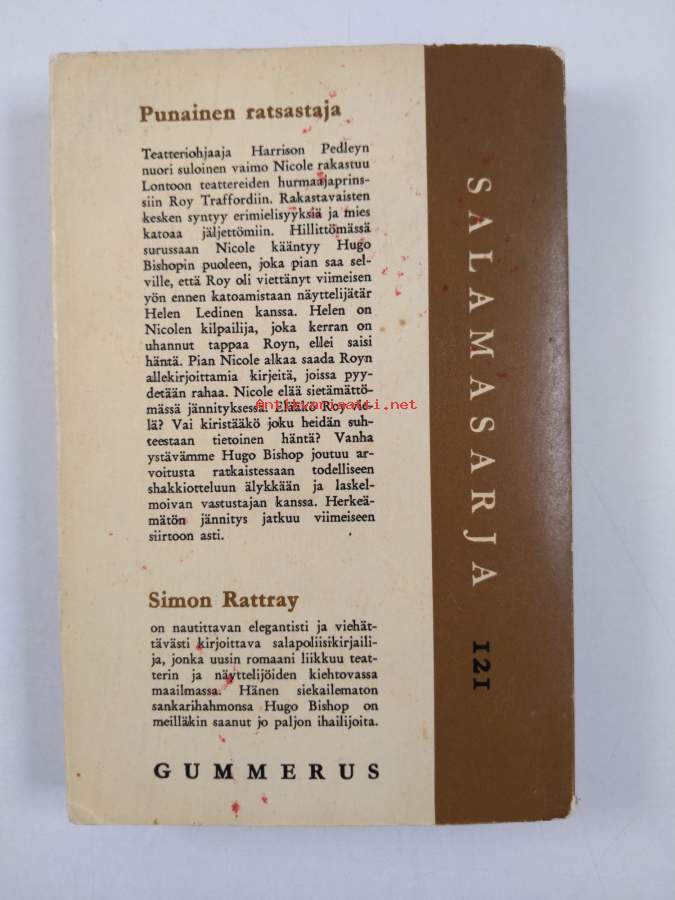 Punainen ratsastaja
Teatteriohjaaja Harrison Pedleyn
nuori suloinen vaimo Nicole rakastuu
Lontoon teattereiden hurmaajaprins-
siin Roy Traffordiin. Rakastavaisten
kesken syntyy erimielisyyksiä ja mies
katoaa jäljettömiin. Hillittömässä
surussaan Nicole kääntyy Hugo
Bishopin puoleen, joka pian saa sel-
ville, että Roy oli viettänyt viimeisen
yön ennen katoamistaan näyttelijätär
Helen Ledinen kanssa. Helen on
Nicolen kilpailija, joka kerran on
uhannut tappaa Royn, ellei saisi
häntä. Pian Nicole alkaa saada Royn
allekirjoittamia kirjeitä, joissa pyy-
detään rahaa. Nicole elää sietämättö-
mässä jännityksessä. Elääkö Roy vie-
lä? Vai kiristääkö joku heidän suh-
teestaan tietoinen häntä? Vanha
ystävämme Hugo Bishop joutuu ar-
voitusta ratkaistessaan todelliseen
shakkiotteluun älykkään ja laskel-
moivan vastustajan kanssa. Herkeä-
mätön jännitys jatkuu viimeiseen
siirtoon asti.
Simon Rattray
on nautittavan elegantisti ja viehät-
tävästi kirjoittava salapoliisikirjaili-
ja, jonka uusin romaani liikkuu teat-
terin ja näyttelijöiden kiehtovassa
maailmassa. Hänen siekailematon
sankarihahmonsa Hugo Bishop on
meilläkin saanut jo paljon ihailijoita.
GUMMERUS
SALAMASARJA 121
Antikvariaatti.net